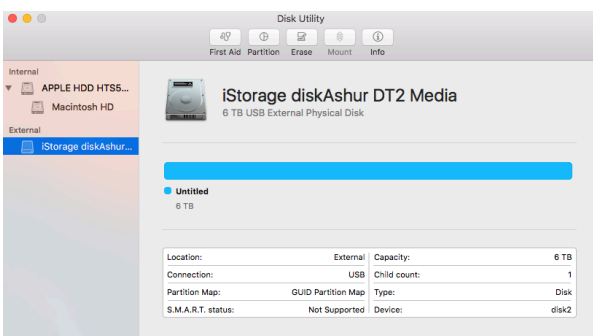 Disk Utility
First Aid Partition Erase Mount Info
Internal
APPLE HDD HTS5...
Macintosh HD
External
iStorage diskAshur...
iStorage diskAshur DT2 Media
6 TB USB External Physical Disk
Untitled
6 TB
Location: External Capacity: 6 TB
Connection: USB Child count: 1
Partition Map: GUID Partition Map Type: Disk
S.M.A.R.T. status: Not Supported Device: disk2